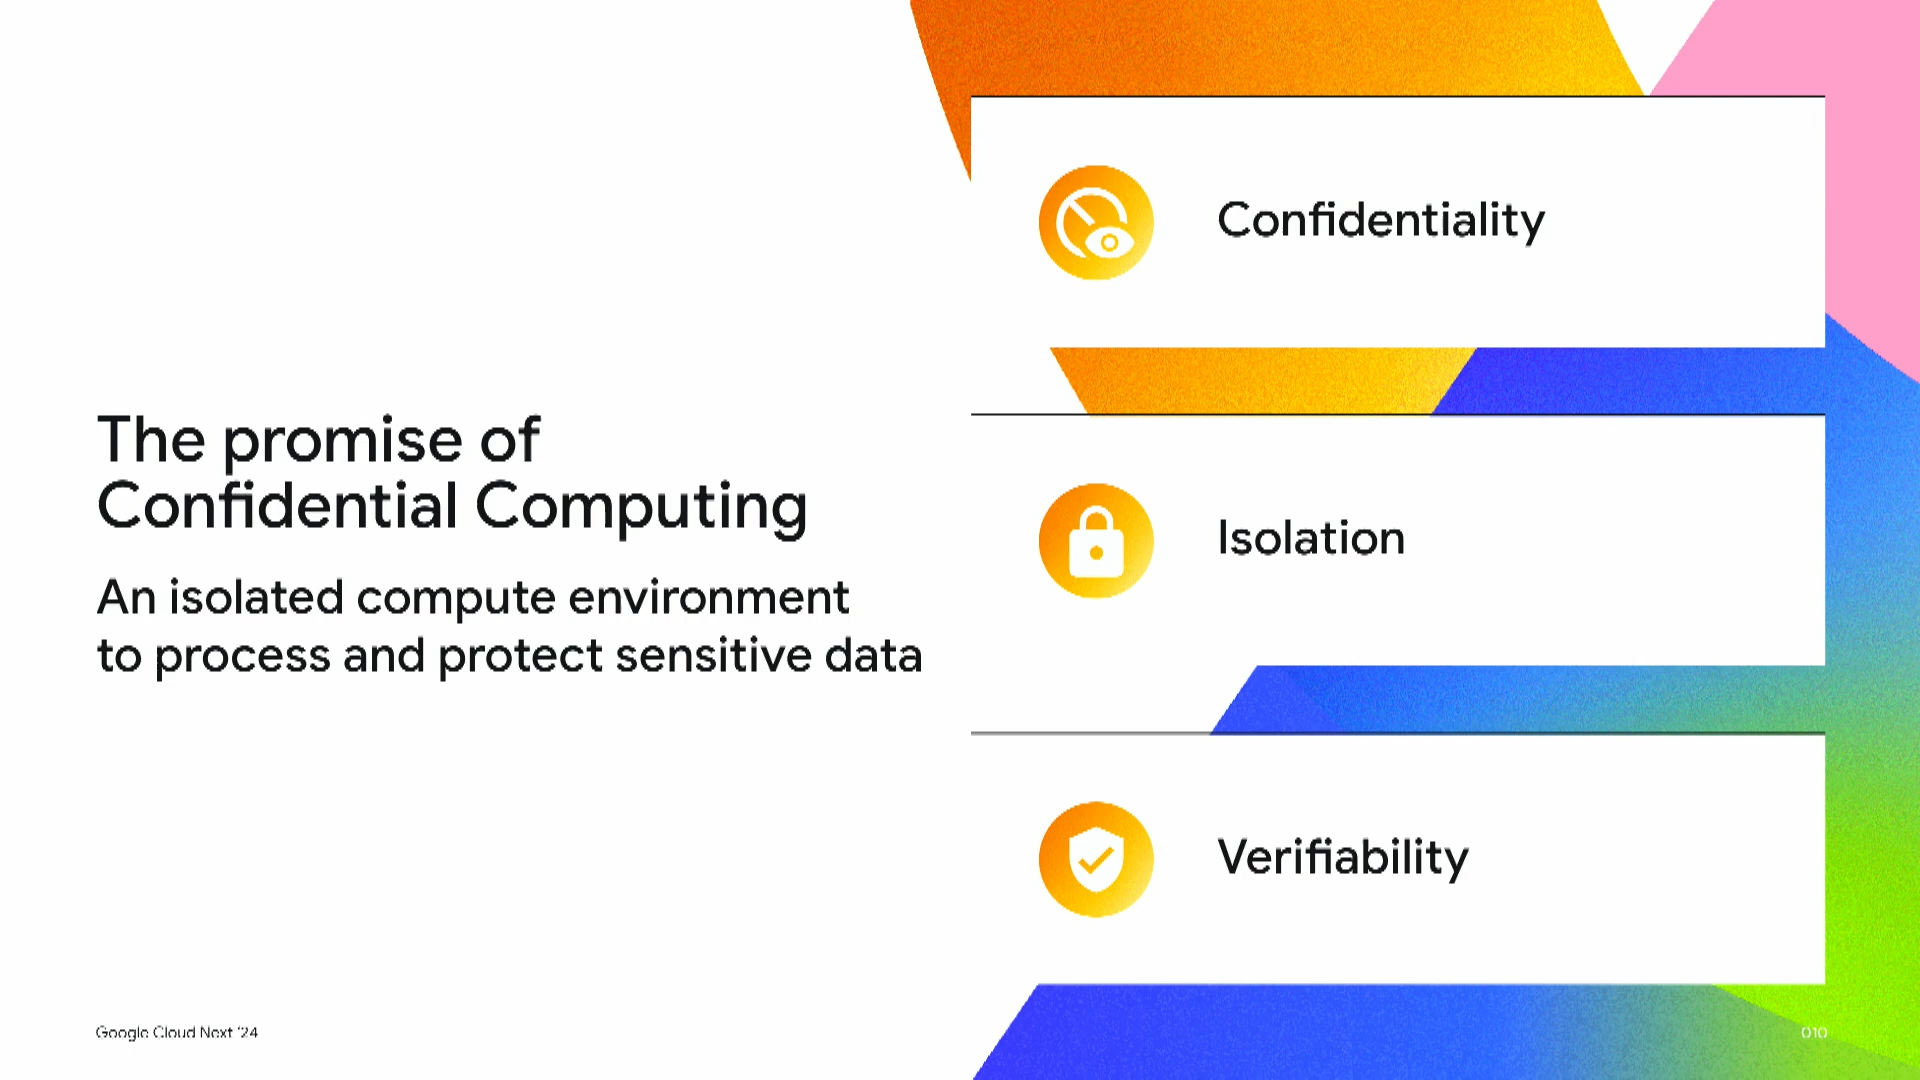 The promise of
Confidential Computing
An isolated compute environment
to process and protect sensitive data
Confidentiality
Isolation
Verifiability
Google Cloud Next '24
010